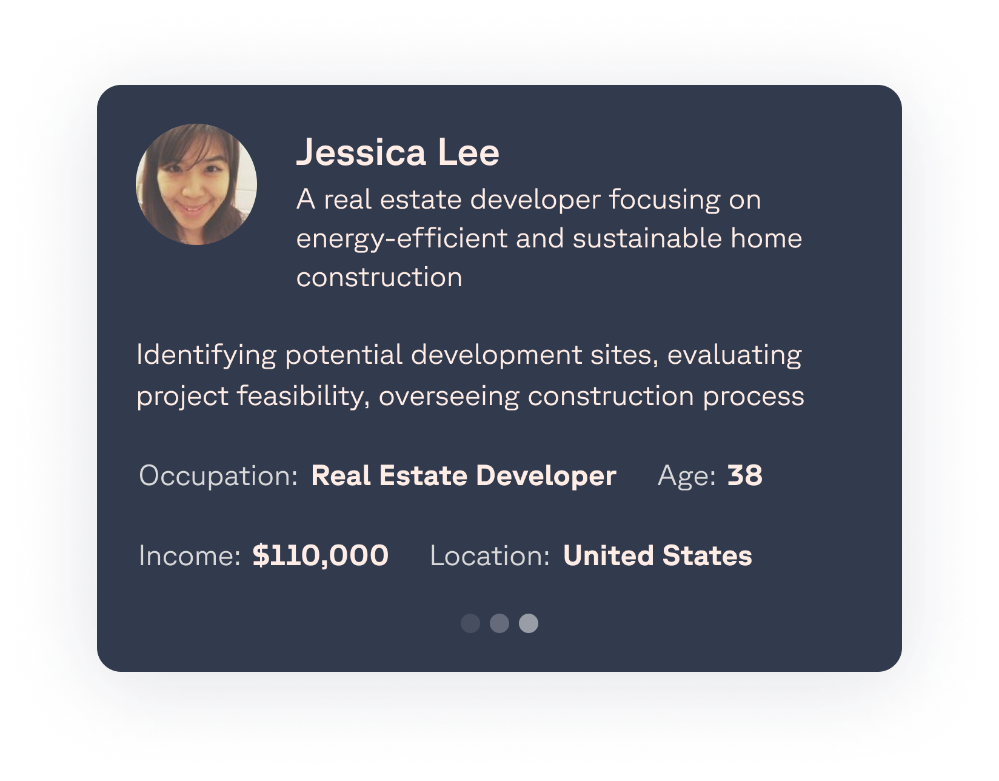 Jessica Lee
A real estate developer focusing on
energy-efficient and sustainable home
construction
Identifying potential development sites, evaluating
project feasibility, overseeing construction process
Occupation: Real Estate Developer Age: 38
Income: $110,000 Location: United States